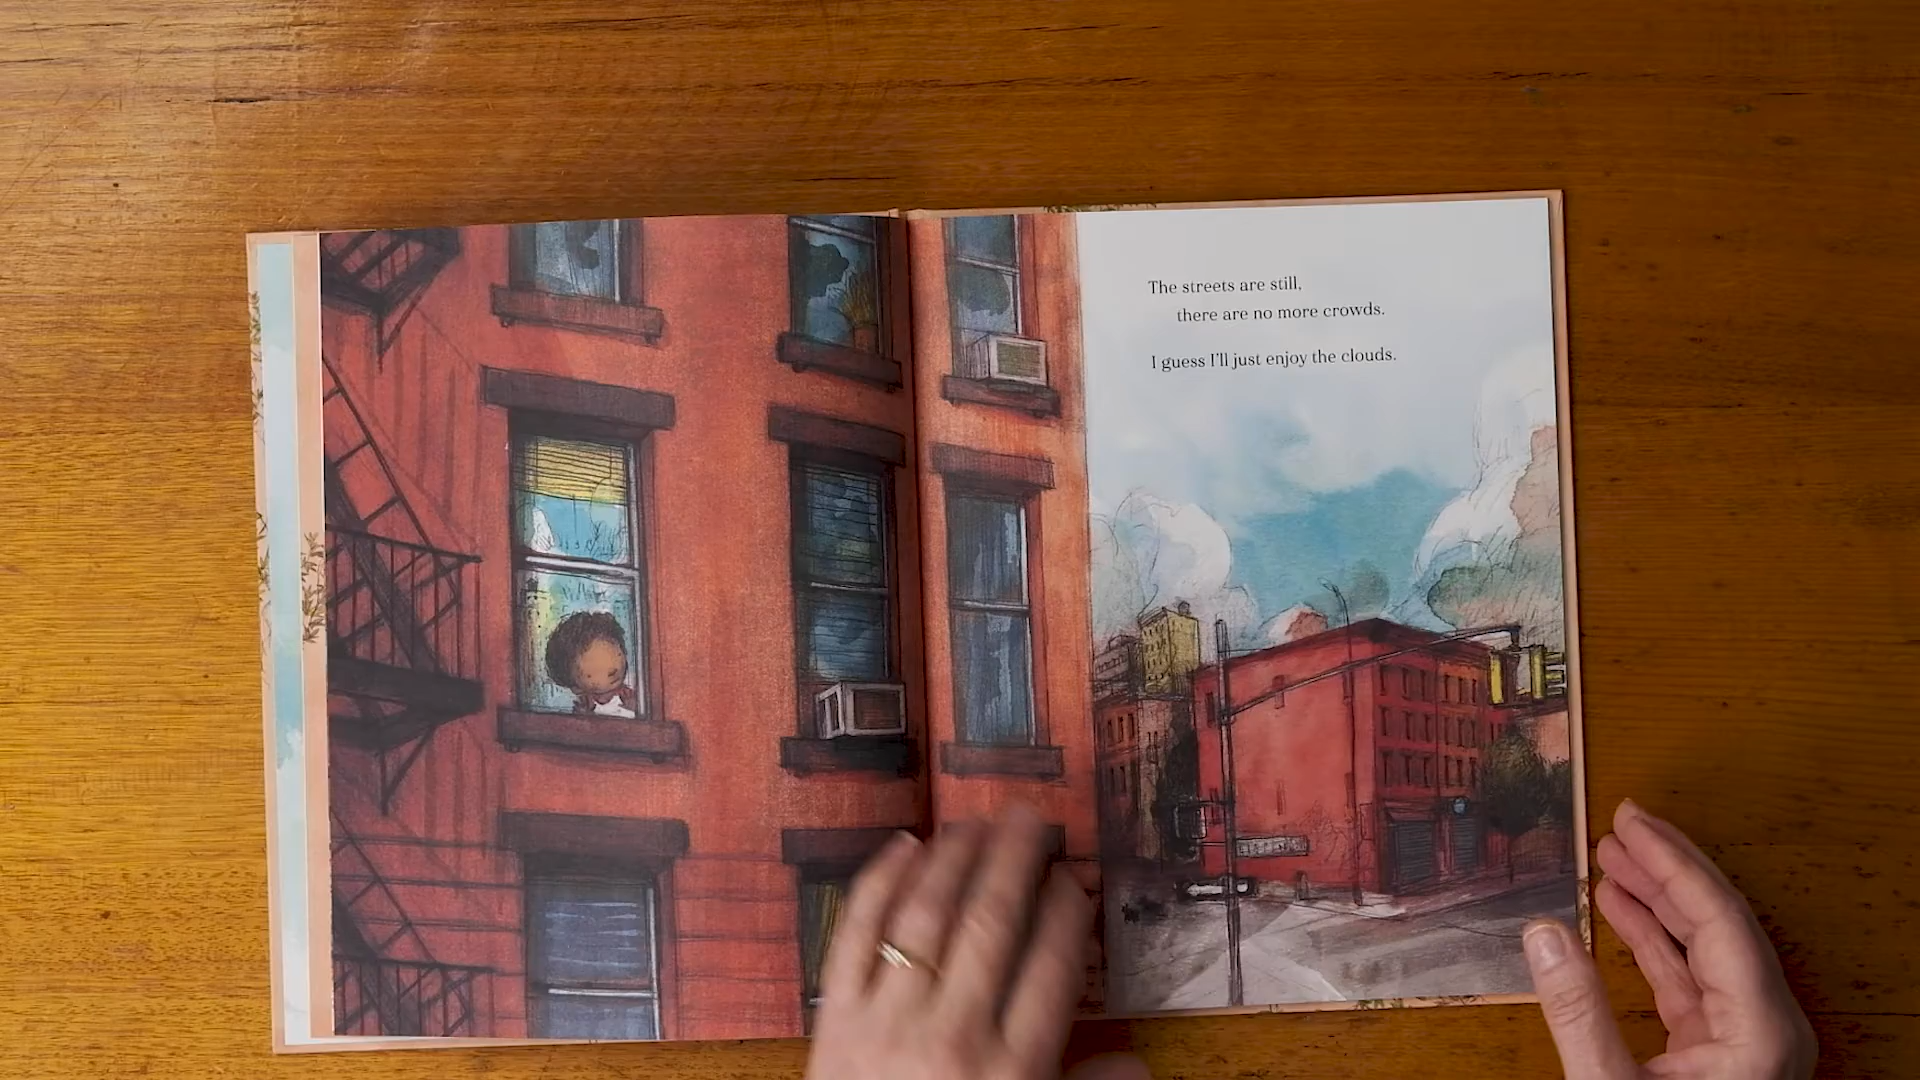 The streets are still,
there are no more crowds.
I guess I'll just enjoy the clouds.